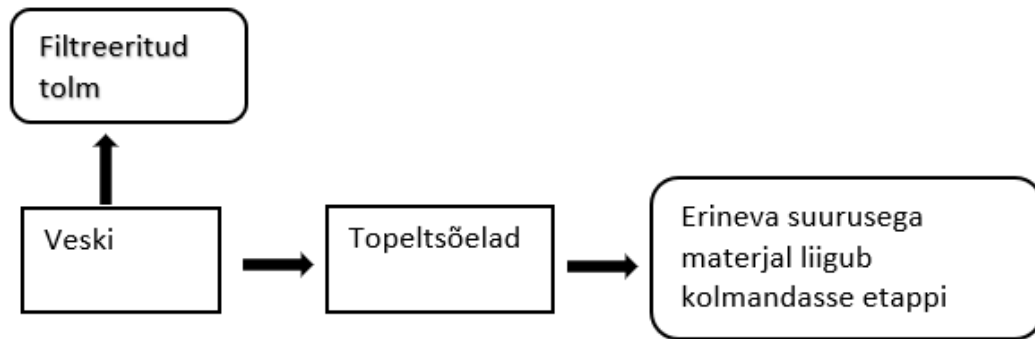 Filtreeritud
tolm
Veski
Topeltsõelad
Erineva suurusega
materjal liigub
kolmandasse etappi